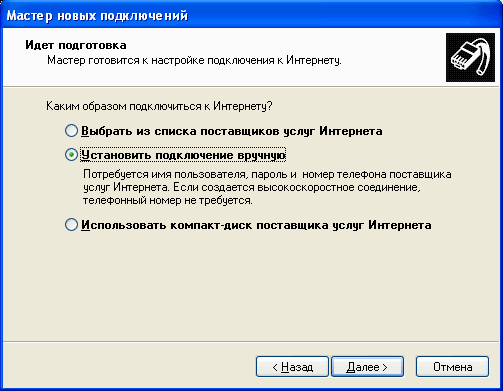 Мастер новых подключений
Идет подготовка
Мастер готовится к настройке подключения к Интернету.
Каким образом подключиться к Интернету?
Выбрать из списка поставщиков услуг Интернета
Установить подключение вручную
Потребуется имя пользователя, пароль и номер телефона поставщика
услуг Интернета. Если создается высокоскоростное соединение,
телефонный номер не требуется.
Использовать компакт-диск поставщика услуг Интернета
< Назад
Далее >
Отмена